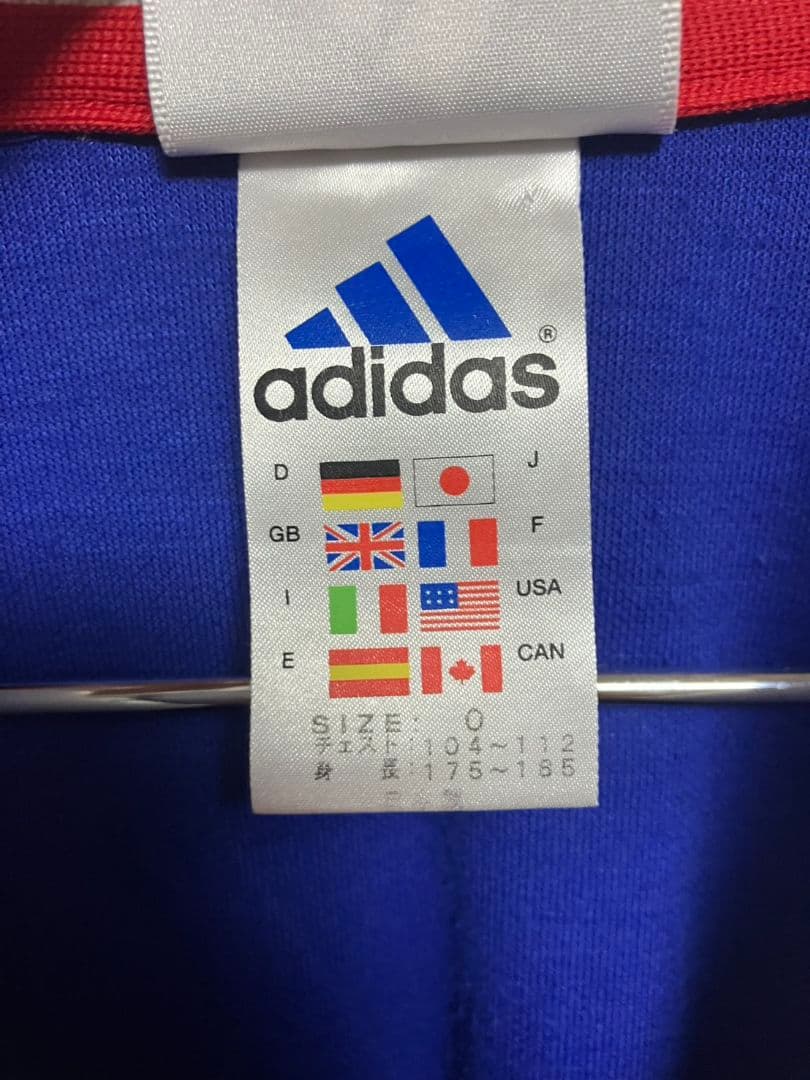 adidas®
D J
GB F
I USA
E CAN
SIZE: O
チェスト:104~112
身 長:175~185